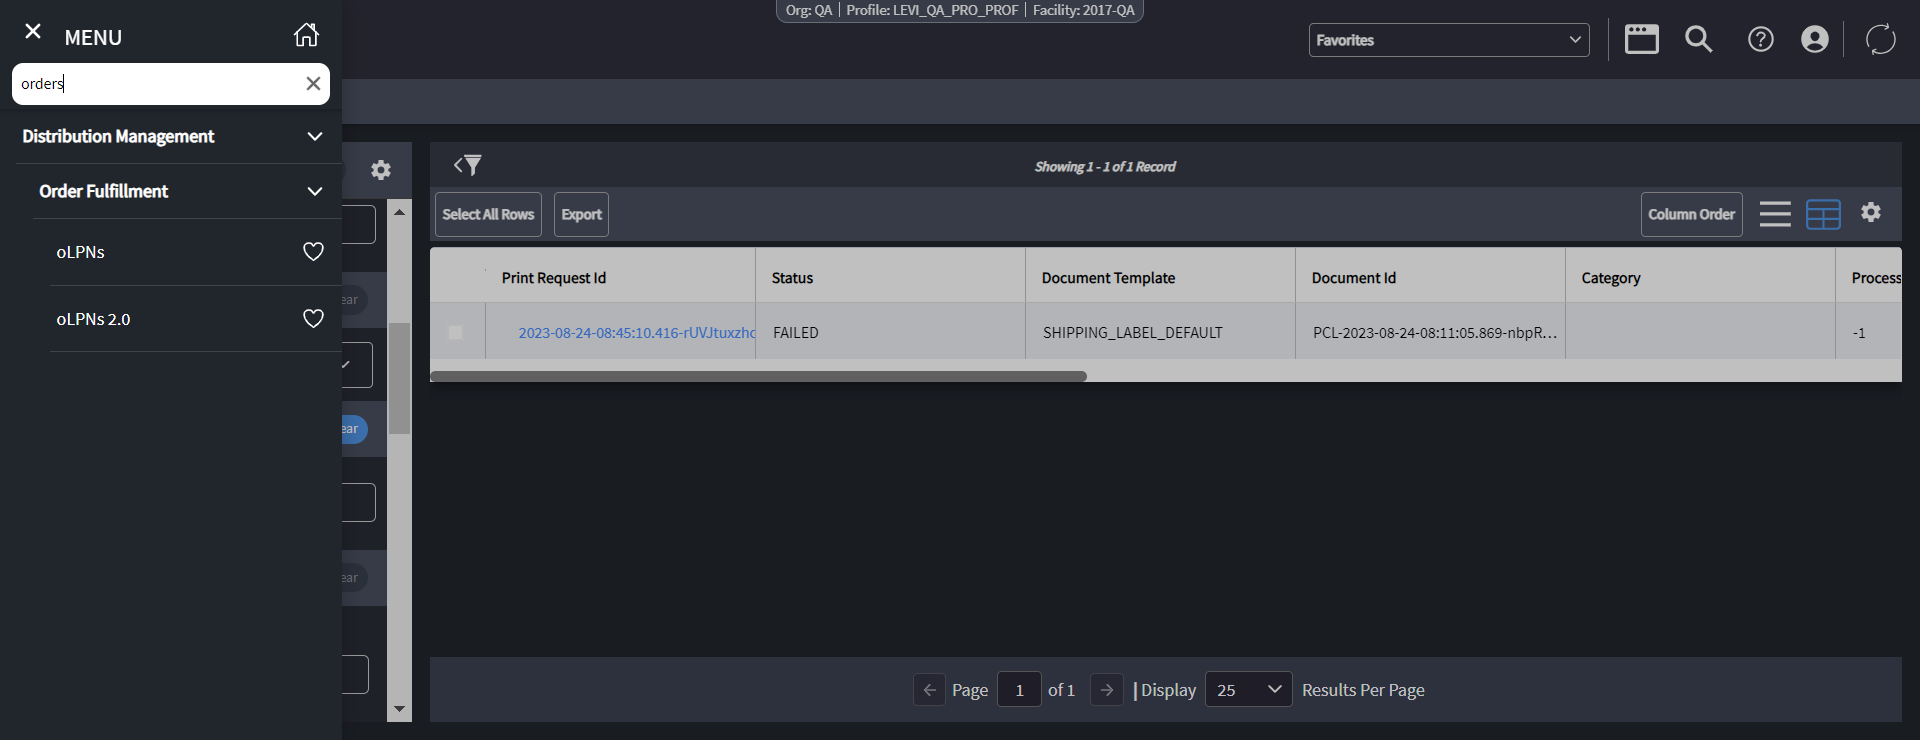 Org: QA | Profile: LEVI_QA_PRO_PROF | Facility: 2017-QA
MENU
Favorites
orders
Distribution Management
Order Fulfillment
oLPNs
oLPNs 2.0
ear
ear
ear
Showing 1 - 1 of 1 Record
Select All Rows
Export
Column Order
Print Request Id
Status
Document Template
Document Id
Category
Process
2023-08-24-08:45:10.416-rUVJtuxzhc
FAILED
SHIPPING_LABEL_DEFAULT
PCL-2023-08-24-08:11:05.869-nbpR...
-1
Page 1 of 1 | Display 25 Results Per Page